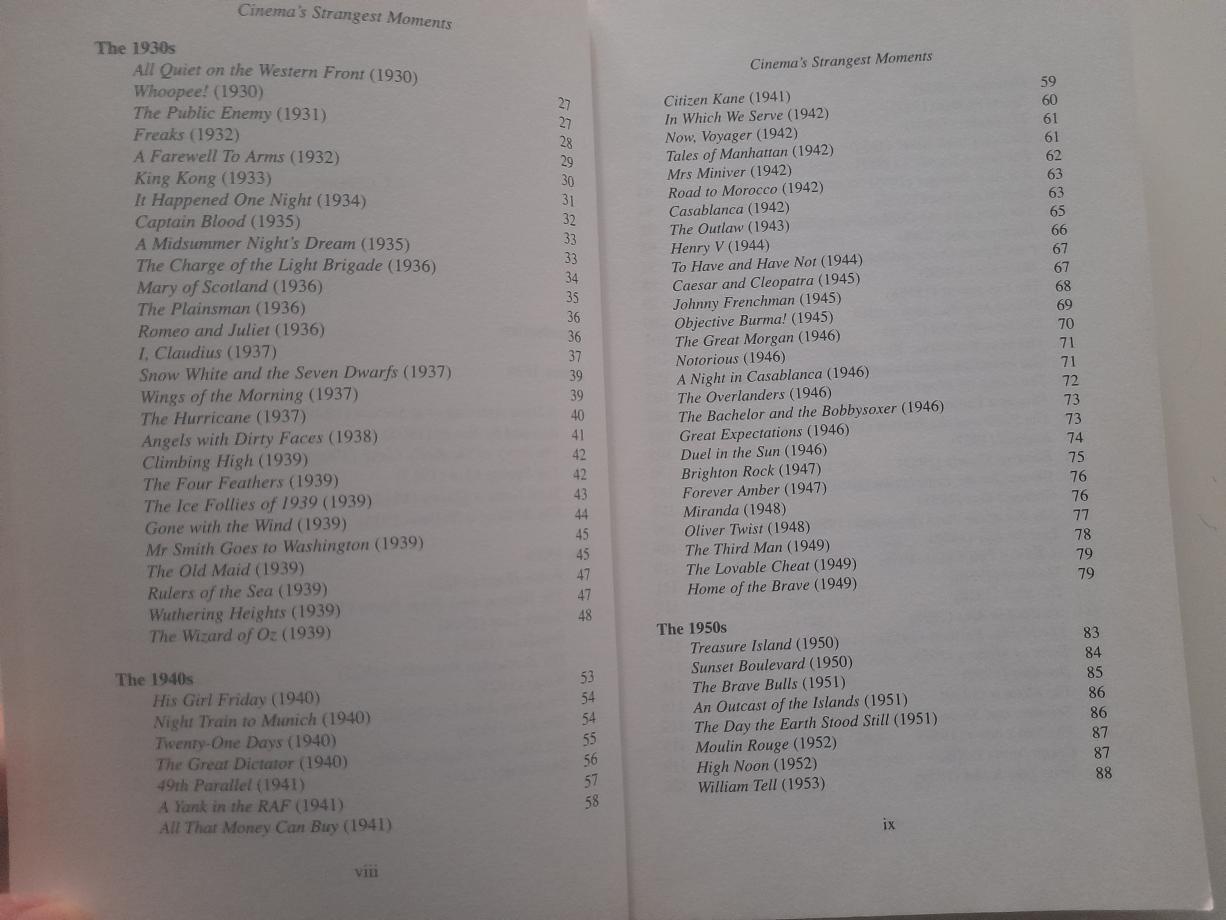 Cinema's Strangest Moments
The 1930s
All Quiet on the Western Front (1930) 27
Whoopee! (1930) 27
The Public Enemy (1931) 28
Freaks (1932) 29
A Farewell To Arms (1932) 30
King Kong (1933) 31
It Happened One Night (1934) 32
Captain Blood (1935) 33
A Midsummer Night's Dream (1935) 33
The Charge of the Light Brigade (1936) 34
Mary of Scotland (1936) 35
The Plainsman (1936) 36
Romeo and Juliet (1936) 36
I, Claudius (1937) 37
Snow White and the Seven Dwarfs (1937) 39
Wings of the Morning (1937) 39
The Hurricane (1937) 40
Angels with Dirty Faces (1938) 41
Climbing High (1939) 42
The Four Feathers (1939) 42
The Ice Follies of 1939 (1939) 43
Gone with the Wind (1939) 44
Mr Smith Goes to Washington (1939) 45
The Old Maid (1939) 45
Rulers of the Sea (1939) 47
Wuthering Heights (1939) 47
The Wizard of Oz (1939) 48
The 1940s
His Girl Friday (1940) 53
Night Train to Munich (1940) 54
Twenty-One Days (1940) 54
The Great Dictator (1940) 55
49th Parallel (1941) 56
A Yank in the RAF (1941) 57
All That Money Can Buy (1941) 58
viii
Cinema's Strangest Moments
Citizen Kane (1941) 59
In Which We Serve (1942) 60
Now, Voyager (1942) 61
Tales of Manhattan (1942) 61
Mrs Miniver (1942) 62
Road to Morocco (1942) 63
Casablanca (1942) 63
The Outlaw (1943) 65
Henry V (1944) 66
To Have and Have Not (1944) 67
Caesar and Cleopatra (1945) 67
Johnny Frenchman (1945) 68
Objective Burma! (1945) 69
The Great Morgan (1946) 70
Notorious (1946) 71
A Night in Casablanca (1946) 71
The Overlanders (1946) 72
The Bachelor and the Bobbysoxer (1946) 73
Great Expectations (1946) 73
Duel in the Sun (1946) 74
Brighton Rock (1947) 75
Forever Amber (1947) 76
Miranda (1948) 76
Oliver Twist (1948) 77
The Third Man (1949) 78
The Lovable Cheat (1949) 79
Home of the Brave (1949) 79
The 1950s
Treasure Island (1950) 83
Sunset Boulevard (1950) 84
The Brave Bulls (1951) 85
An Outcast of the Islands (1951) 86
The Day the Earth Stood Still (1951) 86
Moulin Rouge (1952) 87
High Noon (1952) 87
William Tell (1953) 88
ix